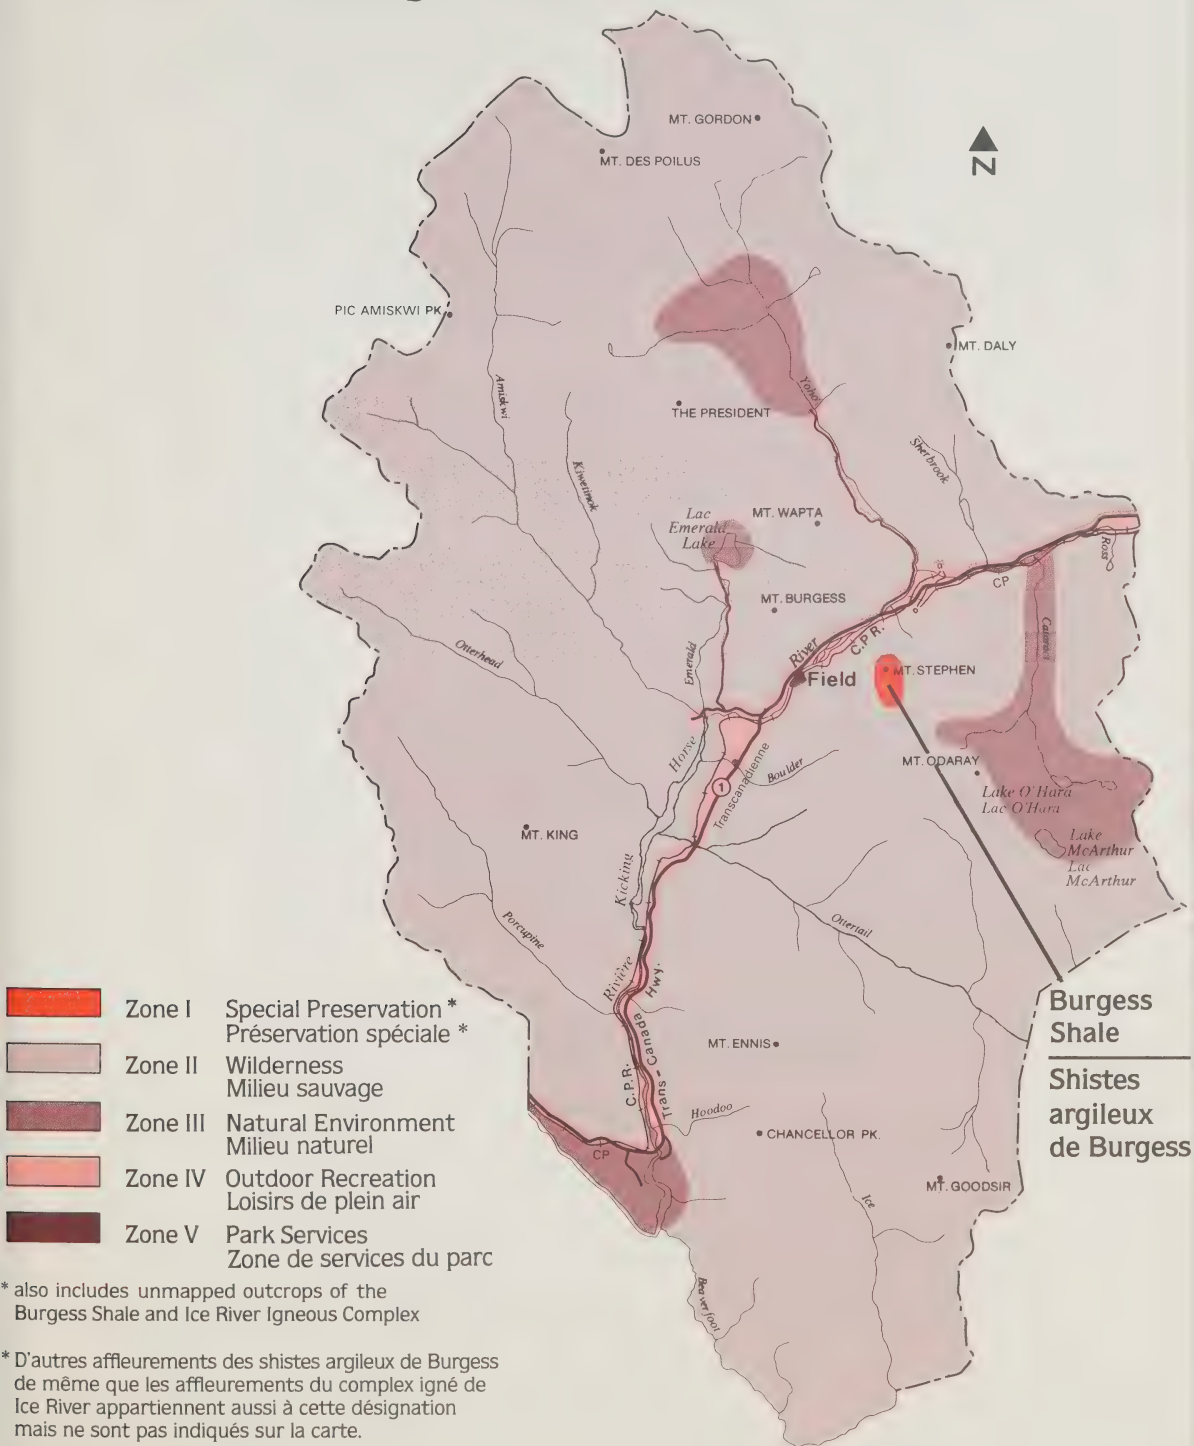 MT. GORDON
MT. DES POILUS
N
PIC AMISKWI PK.
MT. DALY
Amiskwi
Yoho
THE PRESIDENT
Sherbrook
Kiwetinok
Lac
Emerald
Lake
MT. WAPTA
Ross
CP
MT. BURGESS
Otterhead
Emerald
River
C.P.R.
Field
MT. STEPHEN
Horse
1
Transcanadienne
Boulder
MT. ODARAY
Lake O'Hara
Lac O'Hara
MT. KING
Lake
McArthur
Lac
McArthur
Kicking
Porcupine
Ottertail
Rivière
Hwy.
Trans-Canada
C.P.R.
MT. ENNIS
Hoodoo
CP
CHANCELLOR PK.
MT. GOODSIR
Ice
Beaverfoot
Burgess
Shale
Shistes
argileux
de Burgess
Zone I Special Preservation *
Préservation spéciale *
Zone II Wilderness
Milieu sauvage
Zone III Natural Environment
Milieu naturel
Zone IV Outdoor Recreation
Loisirs de plein air
Zone V Park Services
Zone de services du parc
* also includes unmapped outcrops of the
Burgess Shale and Ice River Igneous Complex
* D'autres affleurements des shistes argileux de Burgess
de même que les affleurements du complex igné de
Ice River appartiennent aussi à cette désignation
mais ne sont pas indiqués sur la carte.